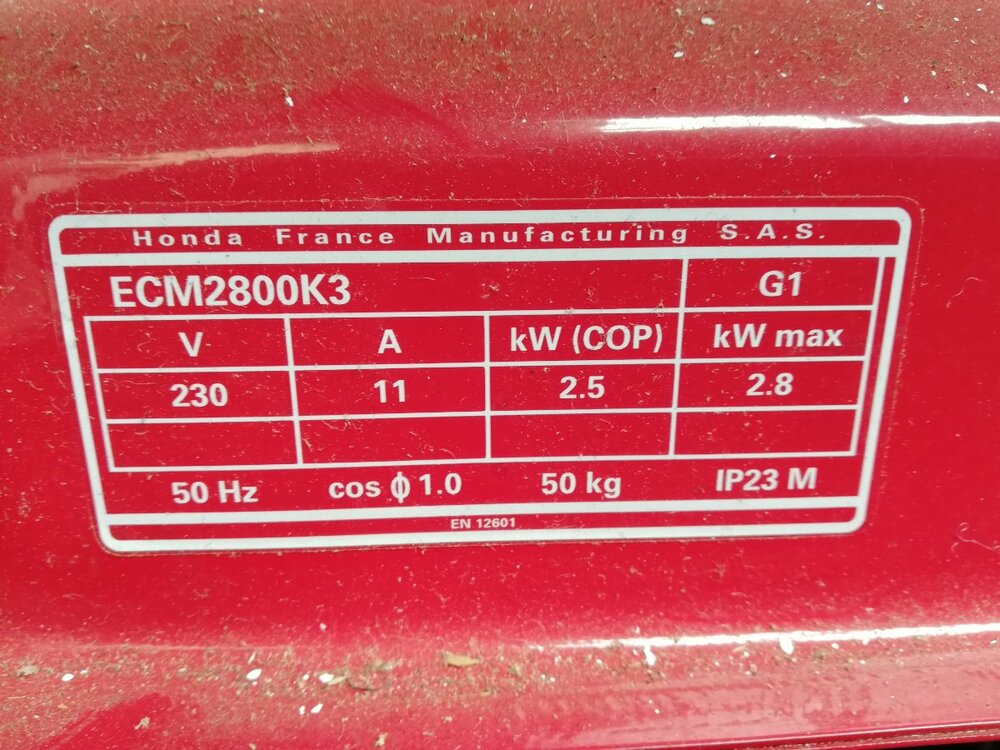 Honda France Manufacturing S.A.S.
ECM2800K3 G1
V A kW (COP) kW max
230 11 2.5 2.8
50 Hz cos ϕ 1.0 50 kg IP23 M
EN 12601